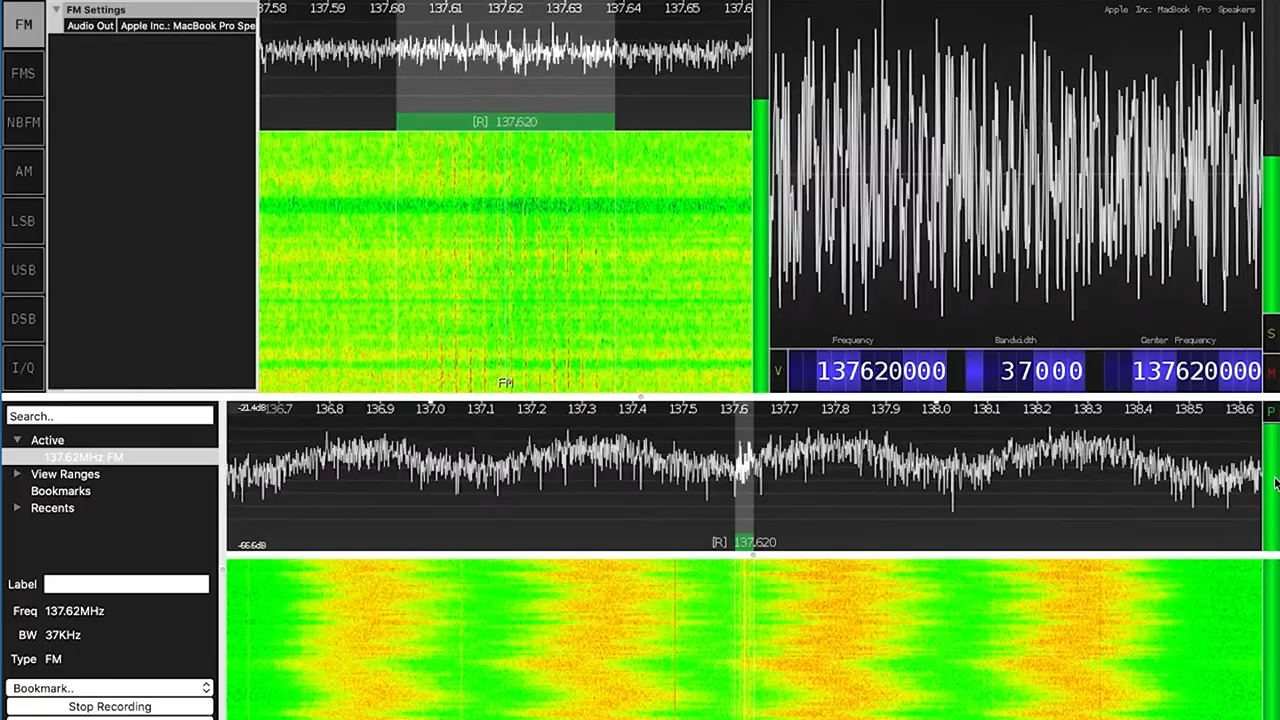 FM
FMS
NBFM
AM
LSB
USB
DSB
I/Q
FM Settings
Audio Out Apple Inc.: MacBook Pro Spe
37.58 137.59 137.60 137.61 137.62 137.63 137.64 137.65 137.6
[R] 137.620
FM
Apple Inc: MacBook Pro Speakers
Frequency Bandwidth Center Frequency
V 137620000 37000 137620000
S
M
P
Search..
Active
137.62MHz FM
View Ranges
Bookmarks
Recents
Label
Freq 137.62MHz
BW 37KHz
Type FM
Bookmark..
Stop Recording
-21.4dB 136.7 136.8 136.9 137.0 137.1 137.2 137.3 137.4 137.5 137.6 137.7 137.8 137.9 138.0 138.1 138.2 138.3 138.4 138.5 138.6
[R] 137.620
-66.6dB